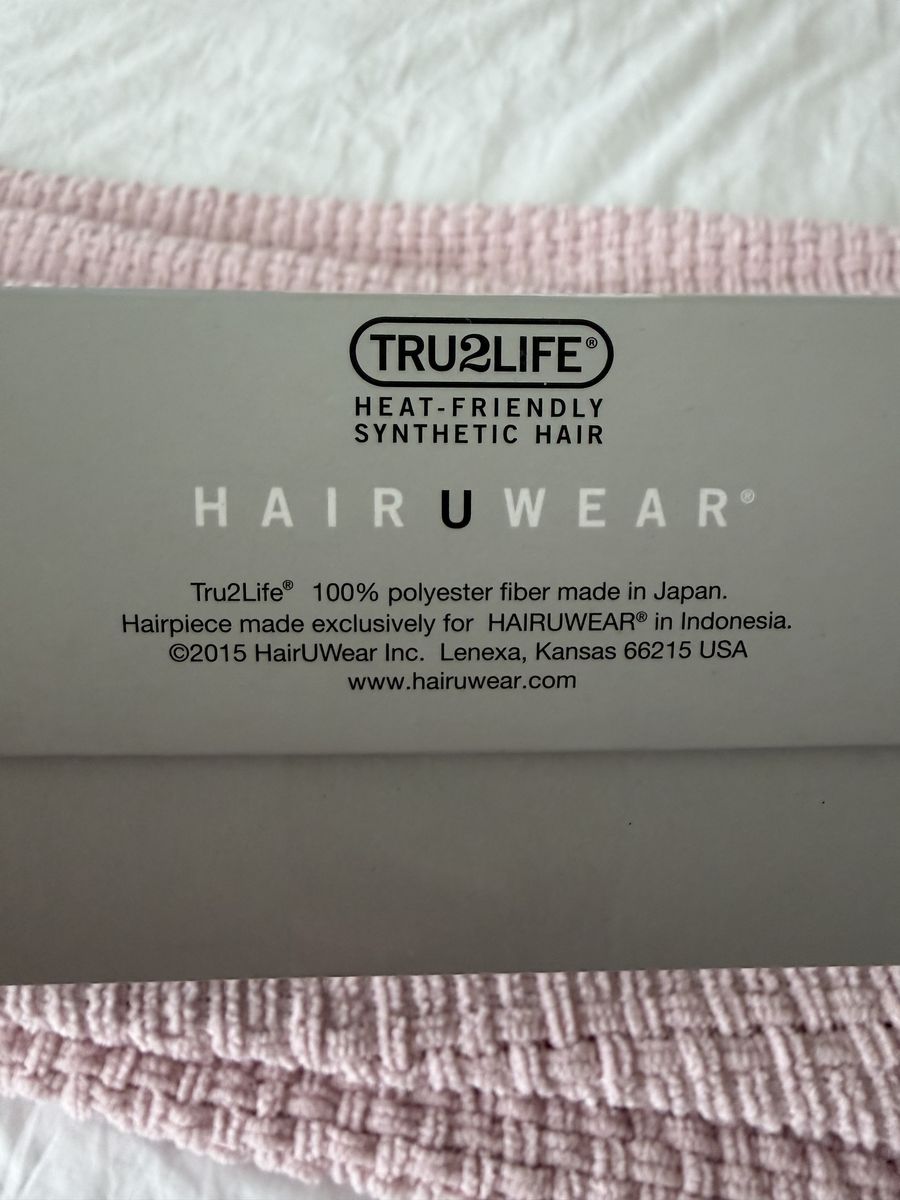 TRU2LIFE®
HEAT-FRIENDLY
SYNTHETIC HAIR
HAIRUWEAR®
Tru2Life® 100% polyester fiber made in Japan.
Hairpiece made exclusively for HAIRUWEAR® in Indonesia.
©2015 HairUWear Inc. Lenexa, Kansas 66215 USA
www.hairuwear.com